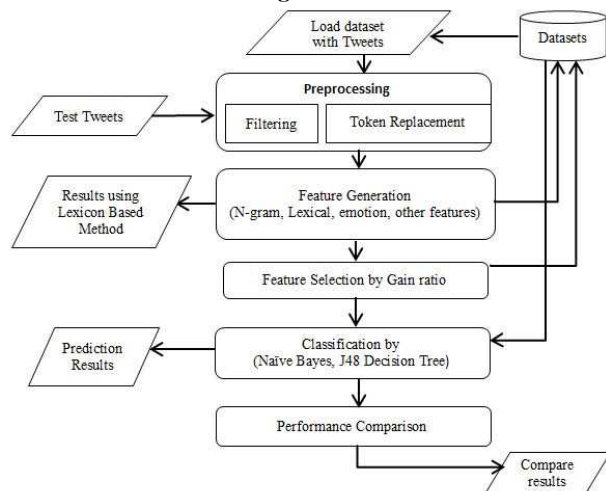 Load dataset
with Tweets
Datasets
Preprocessing
Test Tweets
Filtering
Token Replacement
Results using
Lexicon Based
Method
Feature Generation
(N-gram, Lexical, emotion, other features)
Feature Selection by Gain ratio
Prediction
Results
Classification by
(Naïve Bayes, J48 Decision Tree)
Performance Comparison
Compare
results